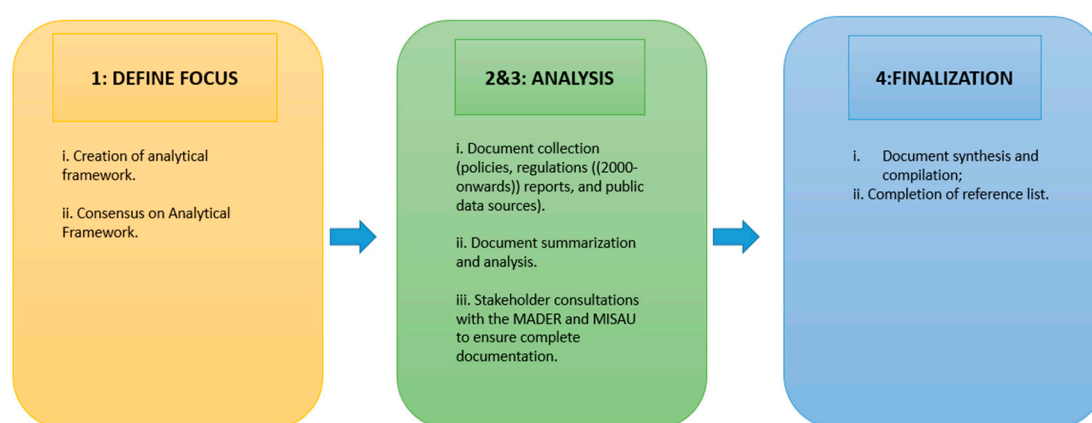 1: DEFINE FOCUS
i. Creation of analytical
framework.
ii. Consensus on Analytical
Framework.
2&3: ANALYSIS
i. Document collection
(policies, regulations ((2000-
onwards)) reports, and public
data sources).
ii. Document summarization
and analysis.
iii. Stakeholder consultations
with the MADER and MISAU
to ensure complete
documentation.
4:FINALIZATION
i. Document synthesis and
compilation;
ii. Completion of reference list.